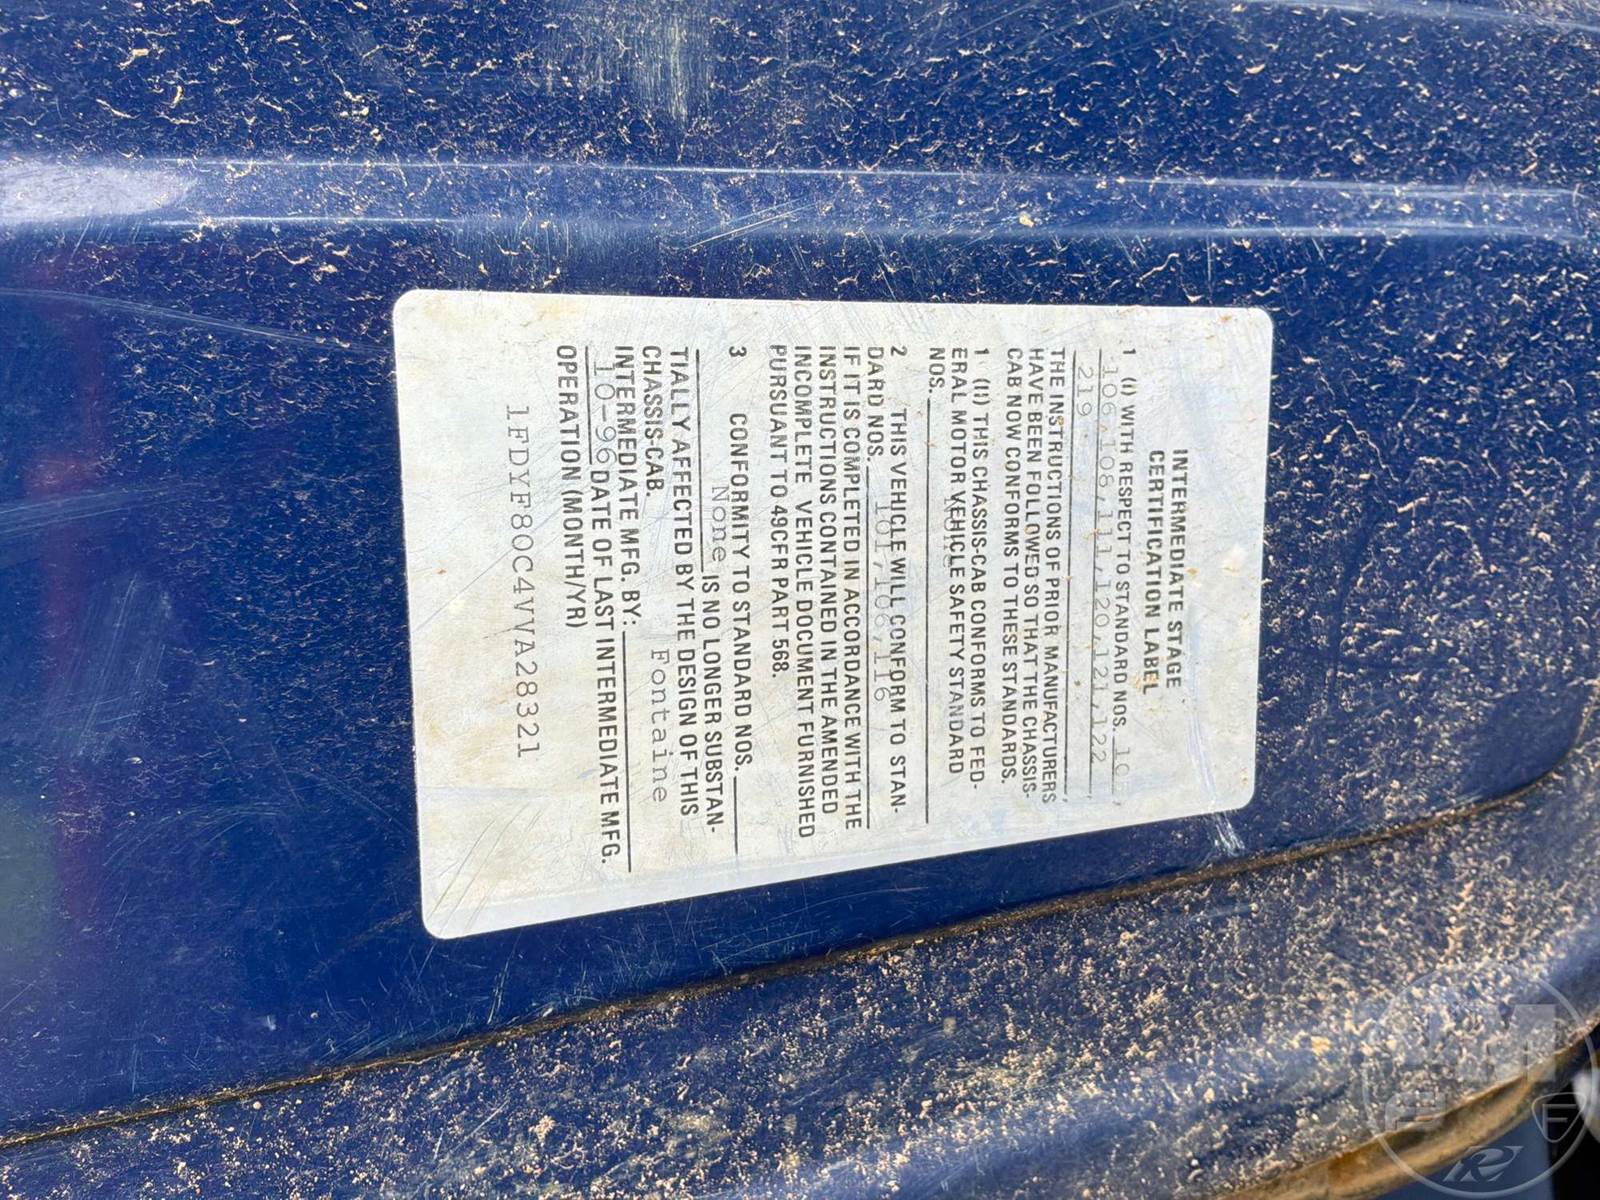 INTERMEDIATE STAGE
CERTIFICATION LABEL
1 (I) WITH RESPECT TO STANDARD NOS.
106,108,111,120,121,122,
219.
THE INSTRUCTIONS OF PRIOR MANUFACTURERS
HAVE BEEN FOLLOWED SO THAT THE CHASSIS-
CAB NOW CONFORMS TO THESE STANDARDS.
1 (II) THIS CHASSIS-CAB CONFORMS TO FED-
ERAL MOTOR VEHICLE SAFETY STANDARD
NOS. None
2 THIS VEHICLE WILL CONFORM TO STAN-
DARD NOS. 101,106,116
IF IT IS COMPLETED IN ACCORDANCE WITH THE
INSTRUCTIONS CONTAINED IN THE AMENDED
INCOMPLETE VEHICLE DOCUMENT FURNISHED
PURSUANT TO 49CFR PART 568.
3 CONFORMITY TO STANDARD NOS.
None IS NO LONGER SUBSTAN-
TIALLY AFFECTED BY THE DESIGN OF THIS
CHASSIS-CAB.
INTERMEDIATE MFG. BY: Fontaine
10-96 DATE OF LAST INTERMEDIATE MFG.
OPERATION (MONTH/YR)
1FDYF80C4VVA28321